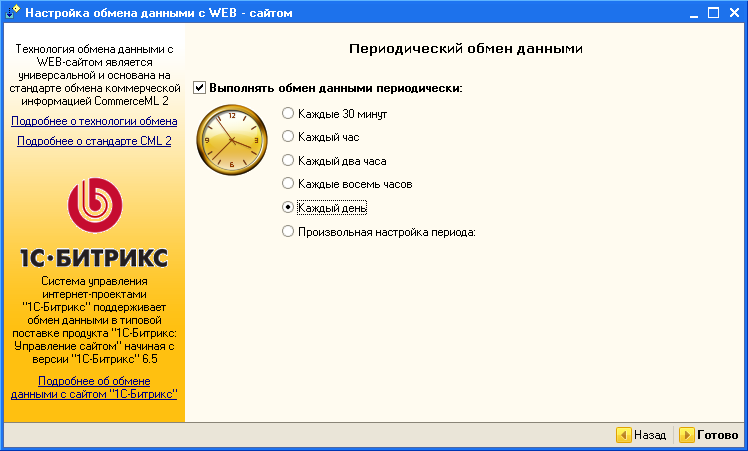 Настройка обмена данными с WEB - сайтом
Технология обмена данными с
WEB-сайтом является
универсальной и основана на
стандарте обмена коммерческой
информацией CommerceML 2
Подробнее о технологии обмена
Подробнее о стандарте CML 2
1С·БИТРИКС
Система управления
интернет-проектами
"1С-Битрикс" поддерживает
обмен данными в типовой
поставке продукта "1С-Битрикс:
Управление сайтом" начиная с
версии "1С-Битрикс" 6.5
Подробнее об обмене
данными с сайтом "1С-Битрикс"
Периодический обмен данными
Выполнять обмен данными периодически:
12
3
6
9
Каждые 30 минут
Каждый час
Каждый два часа
Каждые восемь часов
Каждый день
Произвольная настройка периода:
Назад
Готово